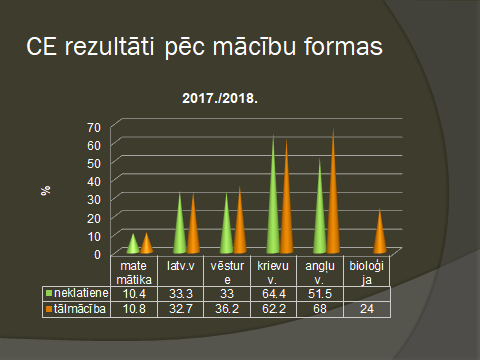 CE rezultāti pēc mācību formas
2017./2018.
70
60
50
40
30
20
10
0
%
mate
mātika
latv.v
vēstur
e
krievu
v.
angļu
v.
bioloģi
ja
neklatiene 10.4 33.3 33 64.4 51.5
tālmācība 10.8 32.7 36.2 62.2 68 24